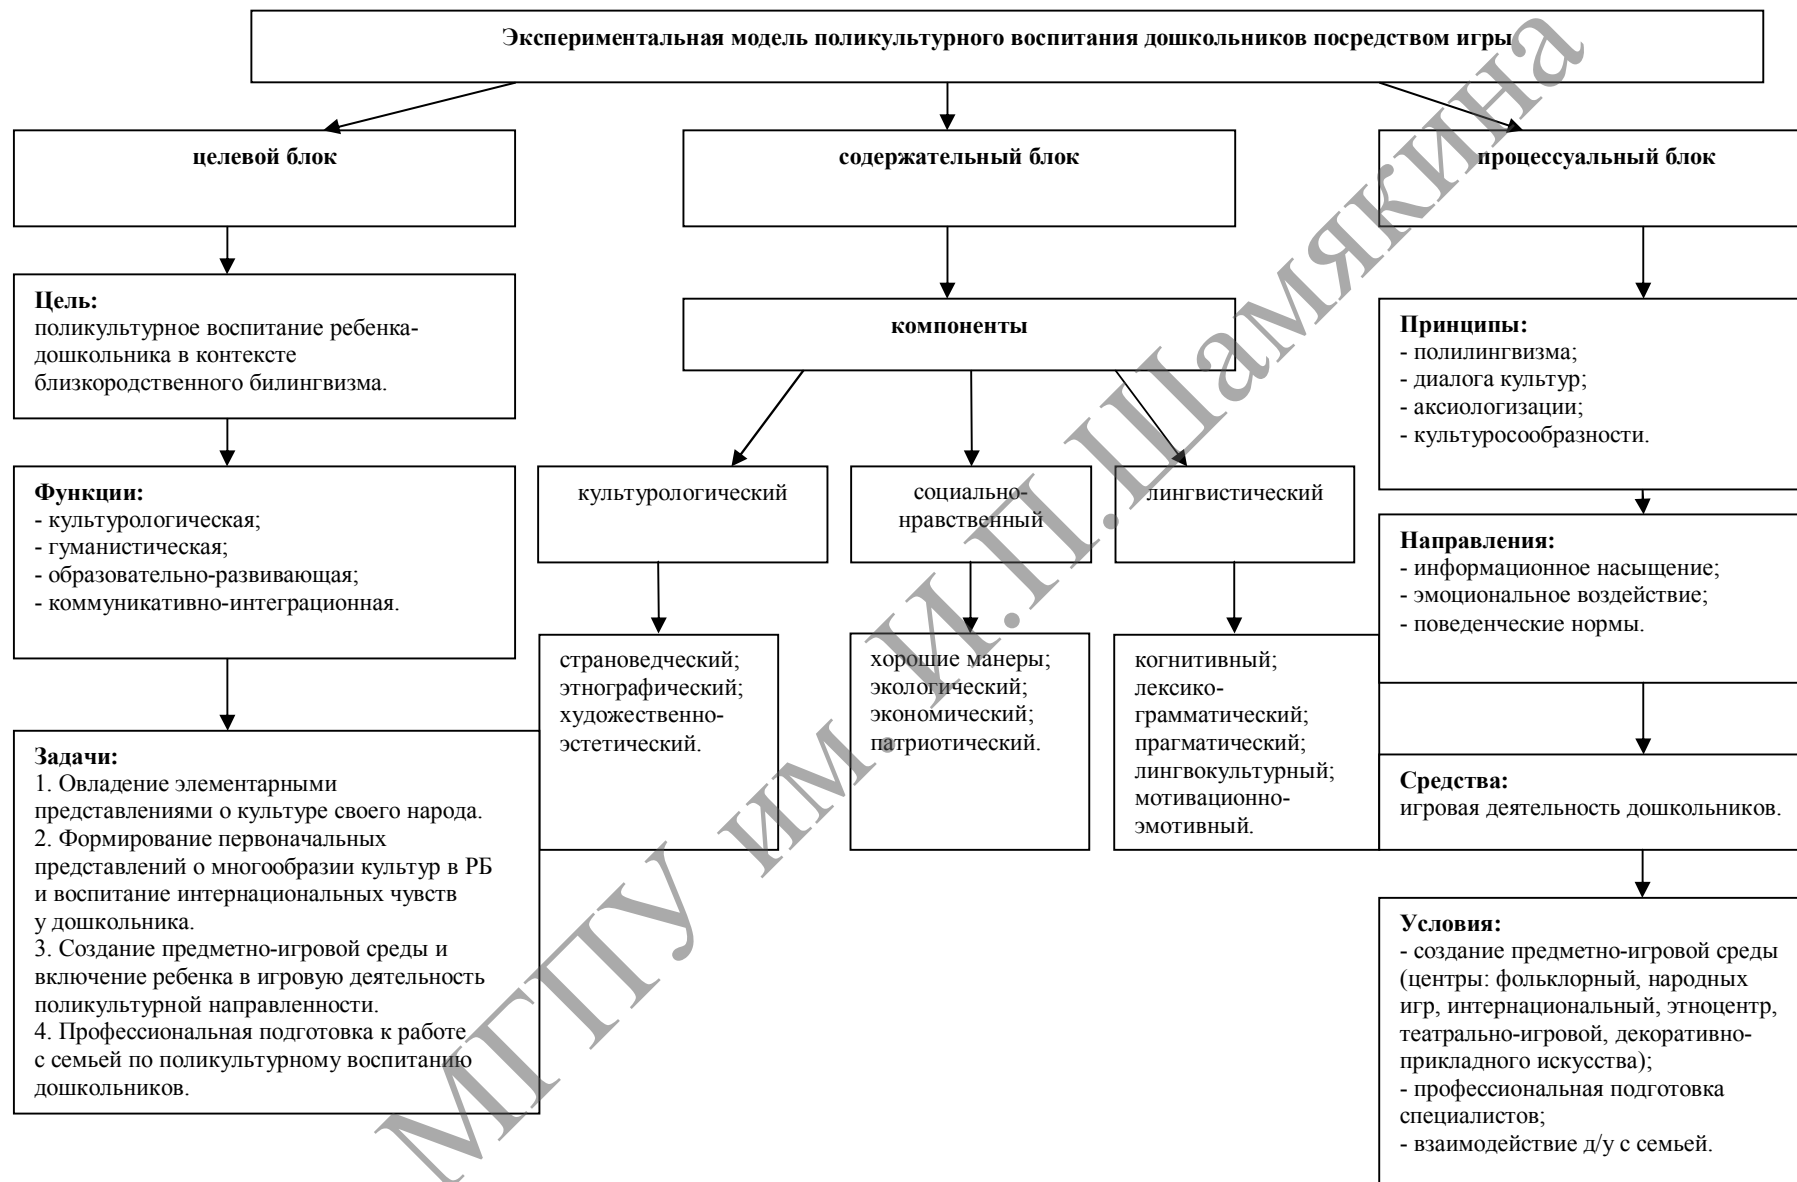 Экспериментальная модель поликультурного воспитания дошкольников посредством игры
целевой блок
содержательный блок
процессуальный блок
Цель:
поликультурное воспитание ребенка-
дошкольника в контексте
близкородственного билингвизма.
Функции:
- культурологическая;
- гуманистическая;
- образовательно-развивающая;
- коммуникативно-интеграционная.
Задачи:
1. Овладение элементарными
представлениями о культуре своего народа.
2. Формирование первоначальных
представлений о многообразии культур в РБ
и воспитание интернациональных чувств
у дошкольника.
3. Создание предметно-игровой среды и
включение ребенка в игровую деятельность
поликультурной направленности.
4. Профессиональная подготовка к работе
с семьей по поликультурному воспитанию
дошкольников.
компоненты
культурологический
социально-
нравственный
лингвистический
страноведческий;
этнографический;
художественно-
эстетический.
хорошие манеры;
экологический;
экономический;
патриотический.
когнитивный;
лексико-
грамматический;
прагматический;
лингвокультурный;
мотивационно-
эмотивный.
Принципы:
- полилингвизма;
- диалога культур;
- аксиологизации;
- культуросообразности.
Направления:
- информационное насыщение;
- эмоциональное воздействие;
- поведенческие нормы.
Средства:
игровая деятельность дошкольников.
Условия:
- создание предметно-игровой среды
(центры: фольклорный, народных
игр, интернациональный, этноцентр,
театрально-игровой, декоративно-
прикладного искусства);
- профессиональная подготовка
специалистов;
- взаимодействие д/у с семьей.
МГПУ им. И.П.Шамякина